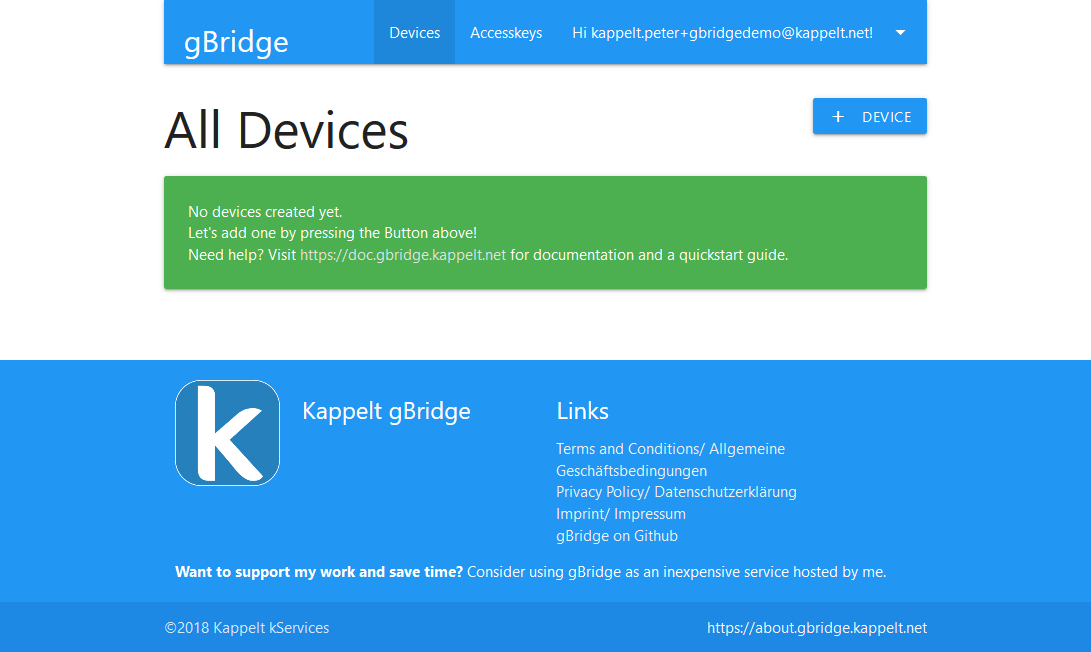 gBridge
Devices
Accesskeys
Hi kappelt.peter+gbridgedemo@kappelt.net!
All Devices
+ DEVICE
No devices created yet.
Let's add one by pressing the Button above!
Need help? Visit https://doc.gbridge.kappelt.net for documentation and a quickstart guide.
k
Kappelt gBridge
Links
Terms and Conditions/ Allgemeine
Geschäftsbedingungen
Privacy Policy/ Datenschutzerklärung
Imprint/ Impressum
gBridge on Github
Want to support my work and save time? Consider using gBridge as an inexpensive service hosted by me.
©2018 Kappelt kServices
https://about.gbridge.kappelt.net